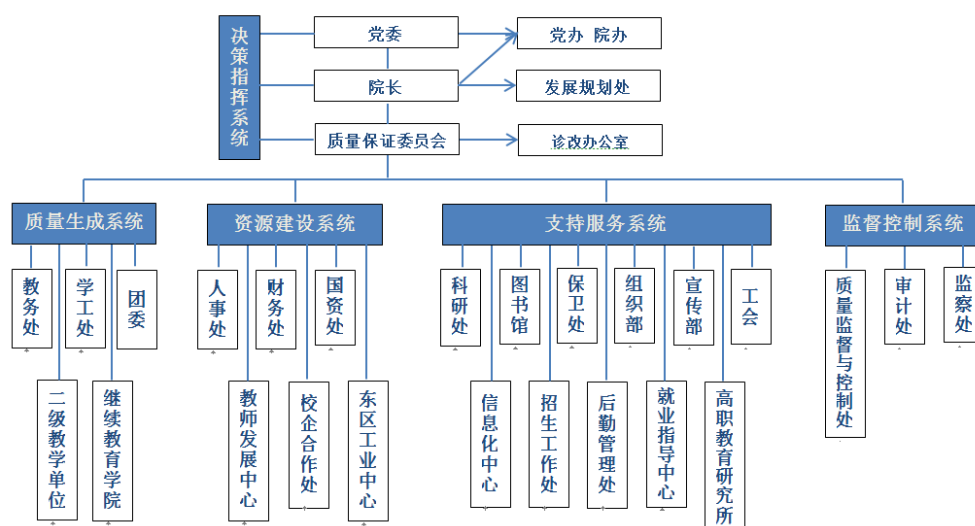 决策指挥系统
党委
党办 院办
院长
发展规划处
质量保证委员会
诊改办公室
质量生成系统
资源建设系统
支持服务系统
监督控制系统
教务处
学工处
团委
人事处
财务处
国资处
科研处
图书馆
保卫处
组织部
宣传部
工会
质量监督与控制处
审计处
监察处
二级教学单位
继续教育学院
教师发展中心
校企合作处
东区工业中心
信息化中心
招生工作处
后勤管理处
就业指导中心
高职教育研究所